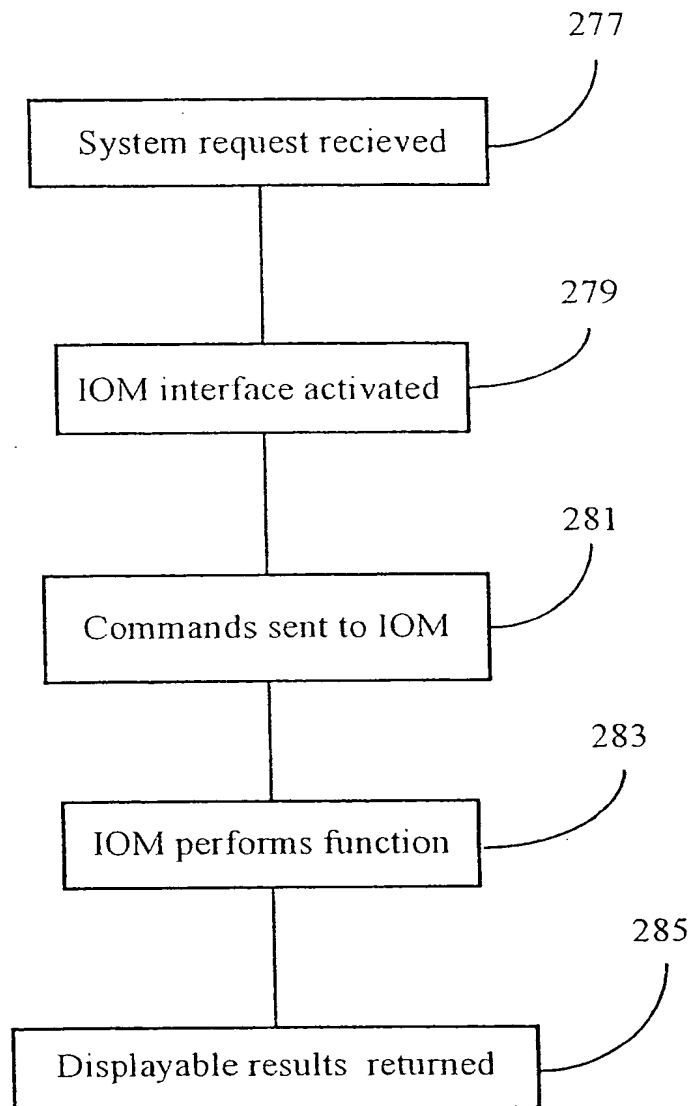 277
System request recieved
279
IOM interface activated
281
Commands sent to IOM
283
IOM performs function
285
Displayable results returned